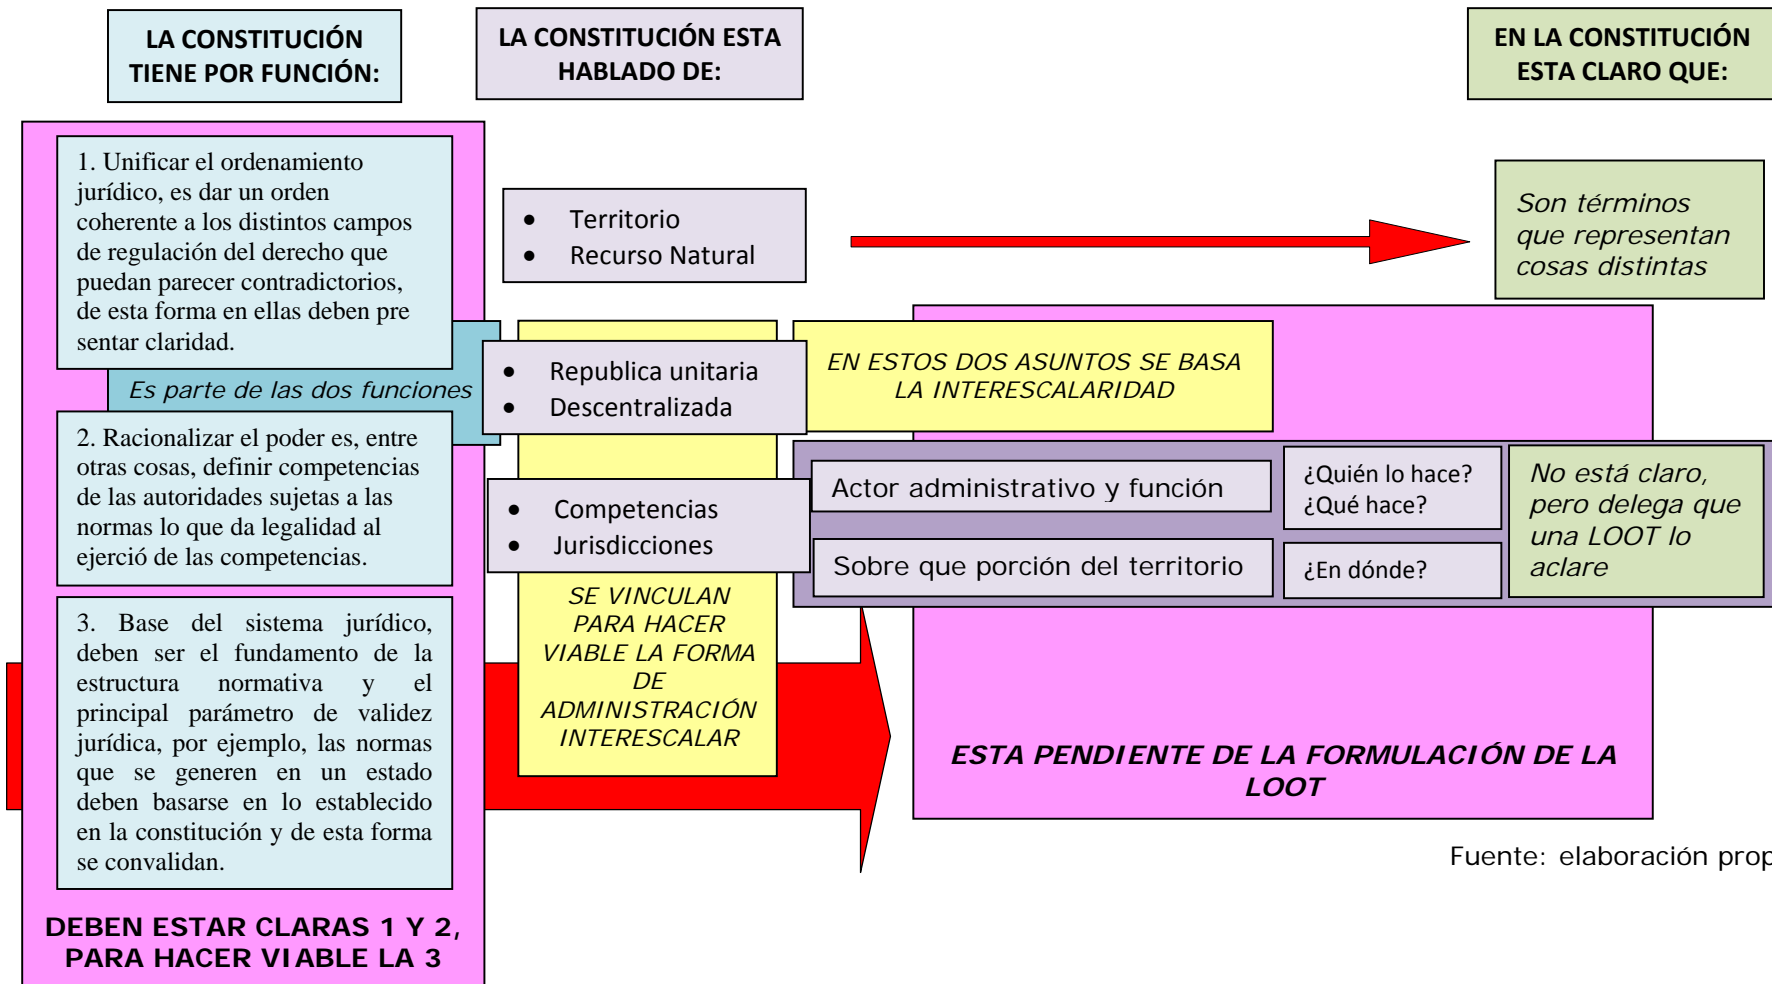 LA CONSTITUCIÓN
TIENE POR FUNCIÓN:
LA CONSTITUCIÓN ESTA
HABLADO DE:
EN LA CONSTITUCIÓN
ESTA CLARO QUE:
1. Unificar el ordenamiento
jurídico, es dar un orden
coherente a los distintos campos
de regulación del derecho que
puedan parecer contradictorios,
de esta forma en ellas deben pre
sentar claridad.
Es parte de las dos funciones
2. Racionalizar el poder es, entre
otras cosas, definir competencias
de las autoridades sujetas a las
normas lo que da legalidad al
ejerció de las competencias.
3. Base del sistema jurídico,
deben ser el fundamento de la
estructura normativa y el
principal parámetro de validez
jurídica, por ejemplo, las normas
que se generen en un estado
deben basarse en lo establecido
en la constitución y de esta forma
se convalidan.
DEBEN ESTAR CLARAS 1 Y 2,
PARA HACER VIABLE LA 3
• Territorio
• Recurso Natural
• Republica unitaria
• Descentralizada
• Competencias
• Jurisdicciones
SE VINCULAN
PARA HACER
VIABLE LA FORMA
DE
ADMINISTRACIÓN
INTERESCALAR
Son términos
que representan
cosas distintas
EN ESTOS DOS ASUNTOS SE BASA
LA INTERESCALARIDAD
Actor administrativo y función
¿Quién lo hace?
¿Qué hace?
Sobre que porción del territorio
¿En dónde?
No está claro,
pero delega que
una LOOT lo
aclare
ESTA PENDIENTE DE LA FORMULACIÓN DE LA
LOOT
Fuente: elaboración prop